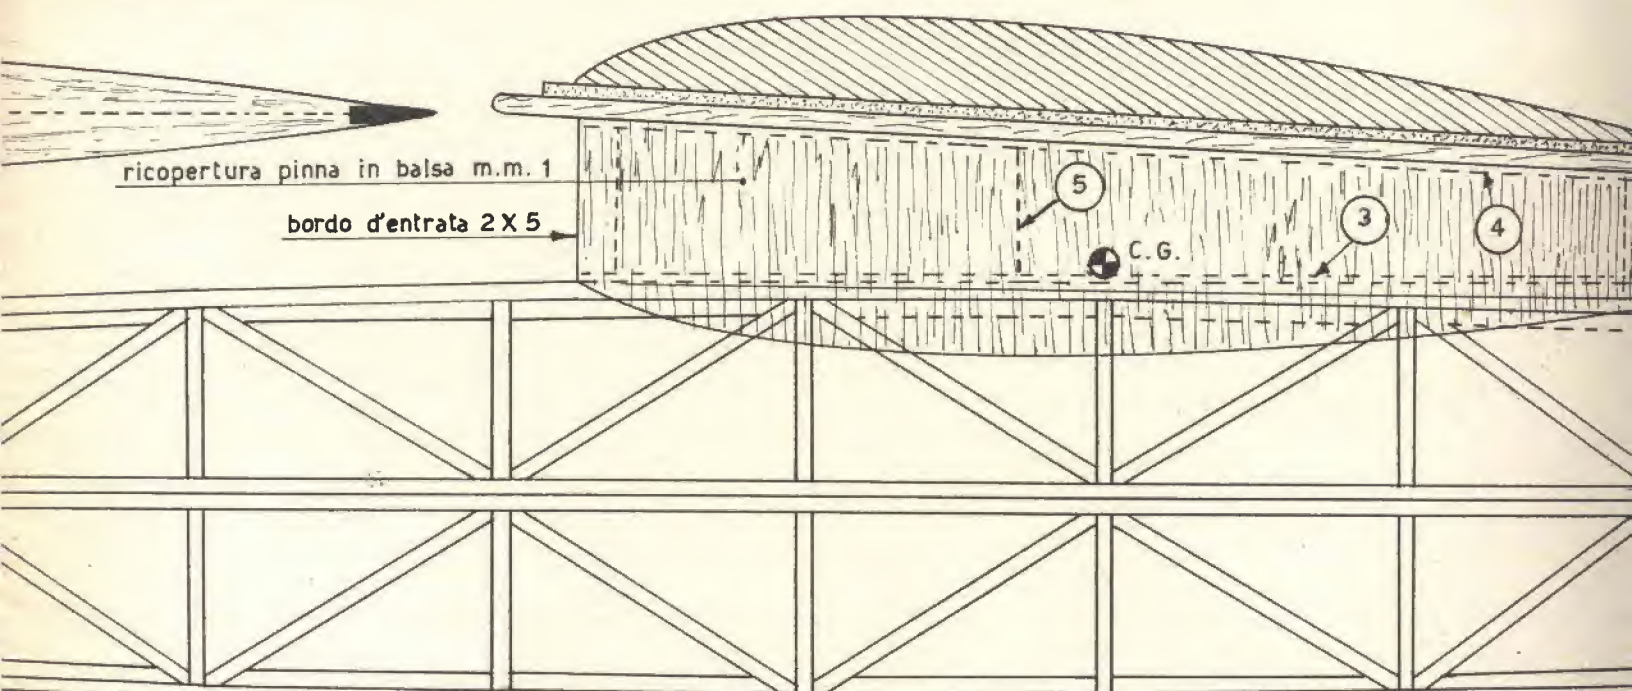 ricopertura pinna in balsa m.m. 1
bordo d'entrata 2 X 5
5
3
4
C.G.